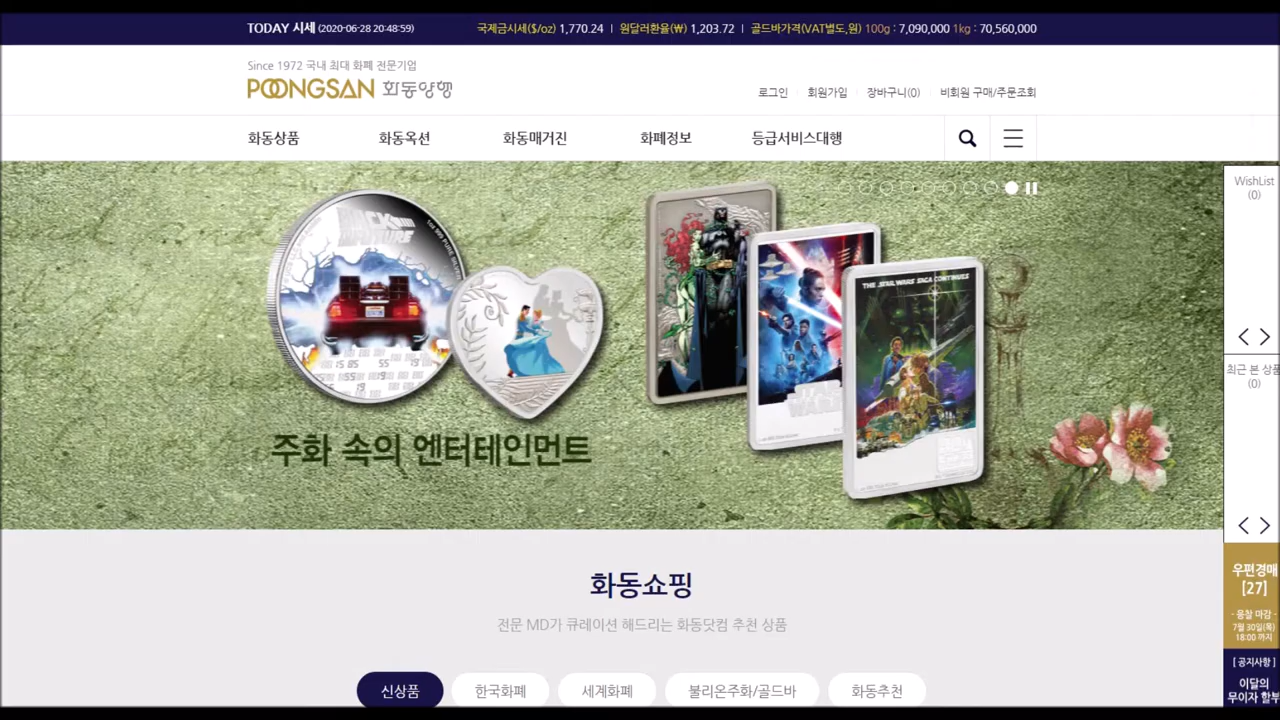 TODAY 시세 (2020-06-28 20:48:59) 국제금시세($/oz) 1,770.24 | 원달러환율(₩) 1,203.72 | 골드바가격(VAT별도,원) 100g : 7,090,000 1kg : 70,560,000
Since 1972 국내 최대 화폐 전문기업
POONGSAN 화동양행
로그인 회원가입 장바구니(0) 비회원 구매/주문조회
화동상품 화동옥션 화동매거진 화폐정보 등급서비스대행
WishList
(0)
BACK
FUTURE
THE STAR WARS SAGA CONTINUES
STAR
WARS
최근 본 상품
(0)
주화 속의 엔터테인먼트
우편경매
[27]
- 응찰 마감 -
7월 30일(목)
18:00 까지
화동쇼핑
전문 MD가 큐레이션 해드리는 화동닷컴 추천 상품
[ 공지사항 ]
이달의
무이자 할부
신상품 한국화폐 세계화폐 불리온주화/골드바 화동추천